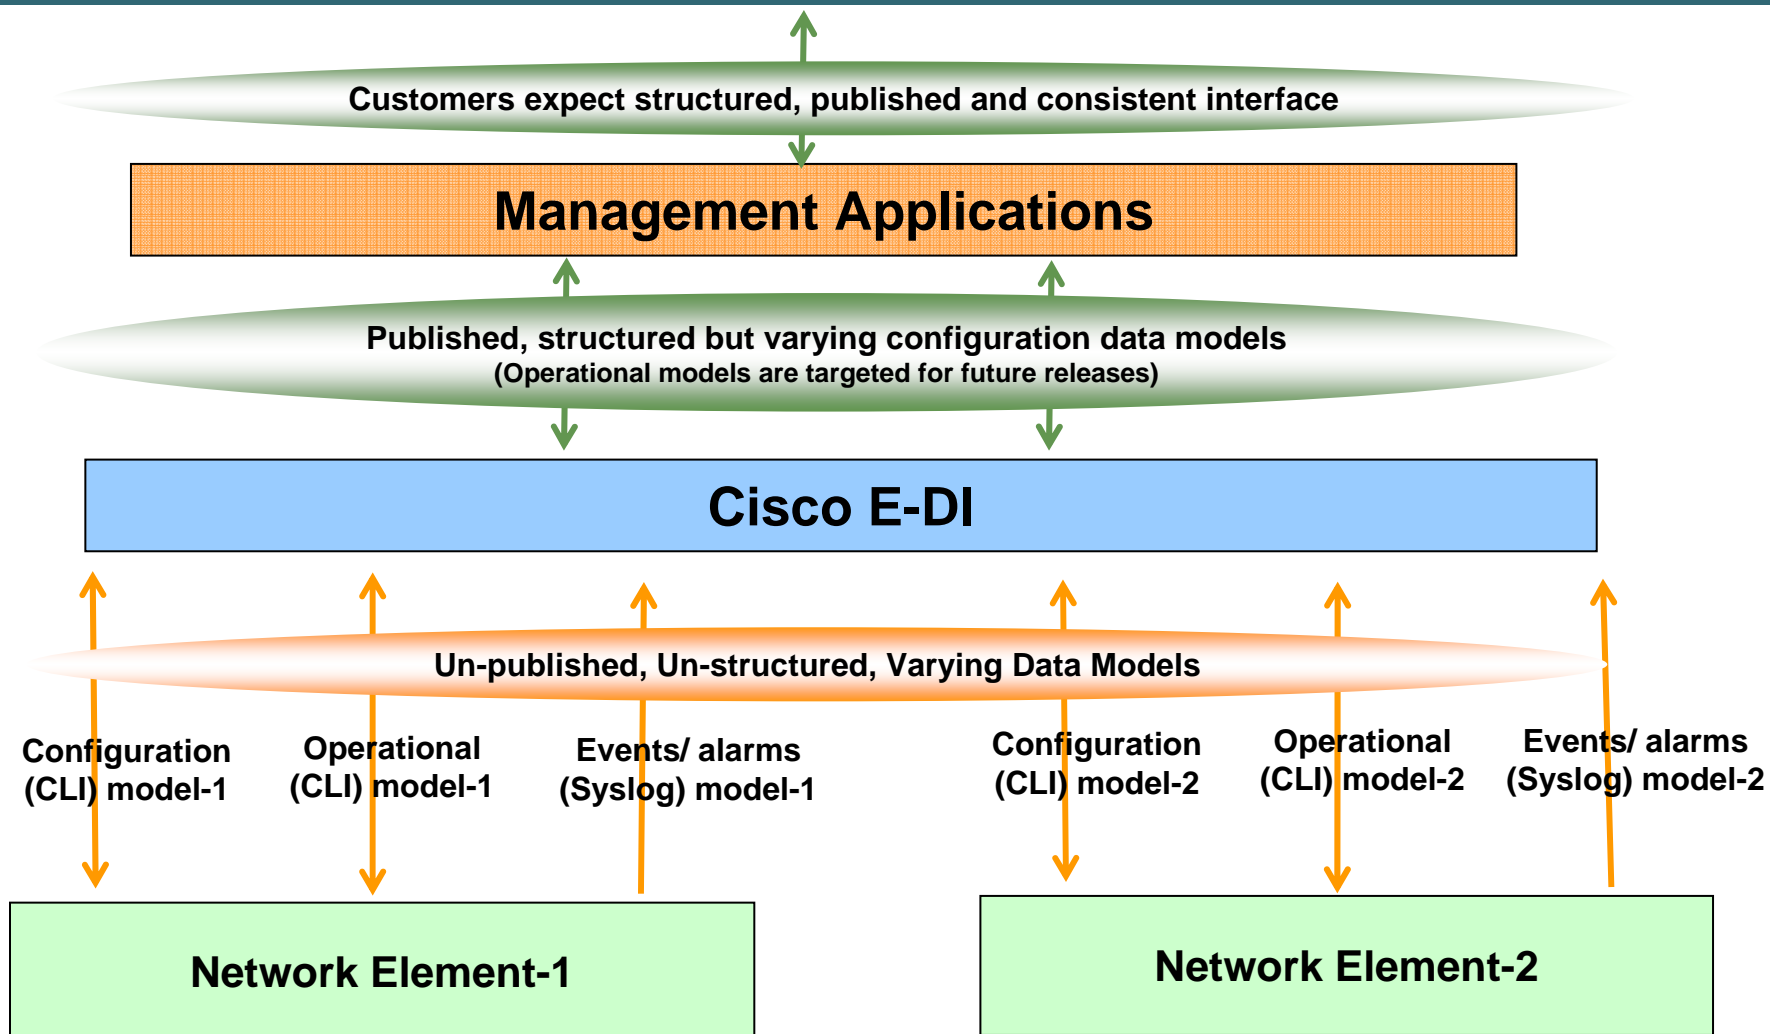 Customers expect structured, published and consistent interface
Management Applications
Published, structured but varying configuration data models
(Operational models are targeted for future releases)
Cisco E-DI
Un-published, Un-structured, Varying Data Models
Configuration
(CLI) model-1
Operational
(CLI) model-1
Events/ alarms
(Syslog) model-1
Configuration
(CLI) model-2
Operational
(CLI) model-2
Events/ alarms
(Syslog) model-2
Network Element-1
Network Element-2